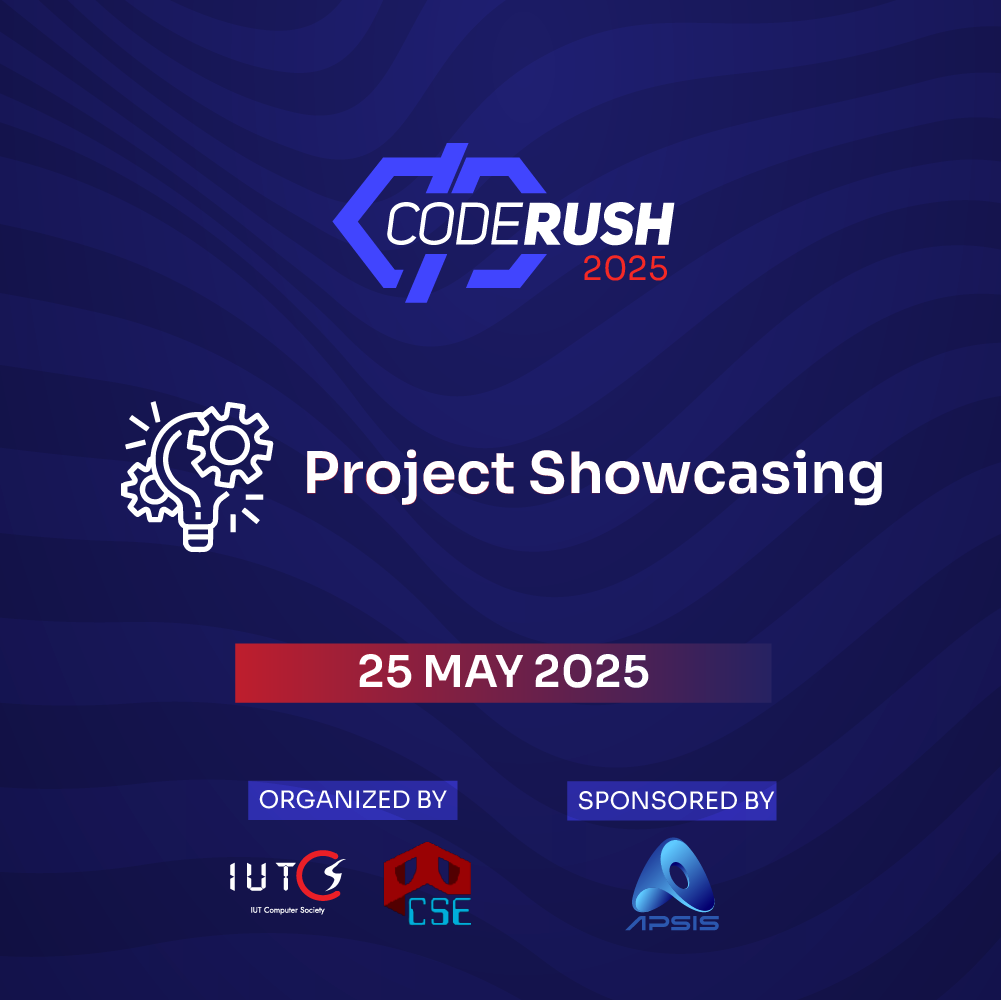 CODERUSH
2025
Project Showcasing
25 MAY 2025
ORGANIZED BY
SPONSORED BY
IUTCS
IUT Computer Society
CSE
APSIS